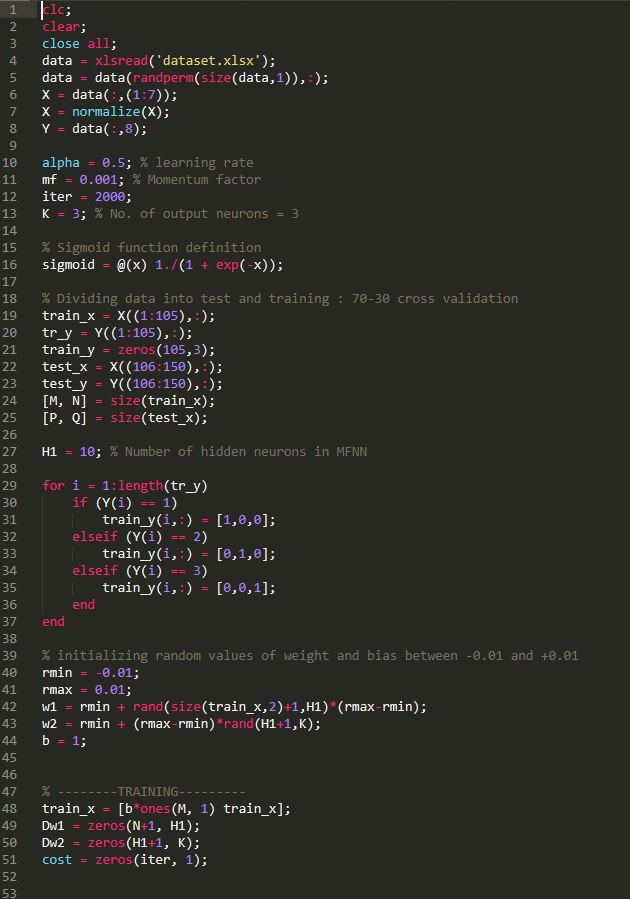 1 clc;
2 clear;
3 close all;
4 data = xlsread('dataset.xlsx');
5 data = data(randperm(size(data,1)),:);
6 X = data(:,(1:7));
7 X = normalize(X);
8 Y = data(:,8);
9
10 alpha = 0.5; % learning rate
11 mf = 0.001; % Momentum factor
12 iter = 2000;
13 K = 3; % No. of output neurons = 3
14
15 % Sigmoid function definition
16 sigmoid = @(x) 1./(1 + exp(-x));
17
18 % Dividing data into test and training : 70-30 cross validation
19 train_x = X((1:105),:);
20 tr_y = Y((1:105),:);
21 train_y = zeros(105,3);
22 test_x = X((106:150),:);
23 test_y = Y((106:150),:);
24 [M, N] = size(train_x);
25 [P, Q] = size(test_x);
26
27 H1 = 10; % Number of hidden neurons in MFNN
28
29 for i = 1:length(tr_y)
30     if (Y(i) == 1)
31         train_y(i,:) = [1,0,0];
32     elseif (Y(i) == 2)
33         train_y(i,:) = [0,1,0];
34     elseif (Y(i) == 3)
35         train_y(i,:) = [0,0,1];
36     end
37 end
38
39 % initializing random values of weight and bias between -0.01 and +0.01
40 rmin = -0.01;
41 rmax = 0.01;
42 w1 = rmin + rand(size(train_x,2)+1,H1)*(rmax-rmin);
43 w2 = rmin + (rmax-rmin)*rand(H1+1,K);
44 b = 1;
45
46
47 % --------TRAINING---------
48 train_x = [b*ones(M, 1) train_x];
49 Dw1 = zeros(N+1, H1);
50 Dw2 = zeros(H1+1, K);
51 cost = zeros(iter, 1);
52
53